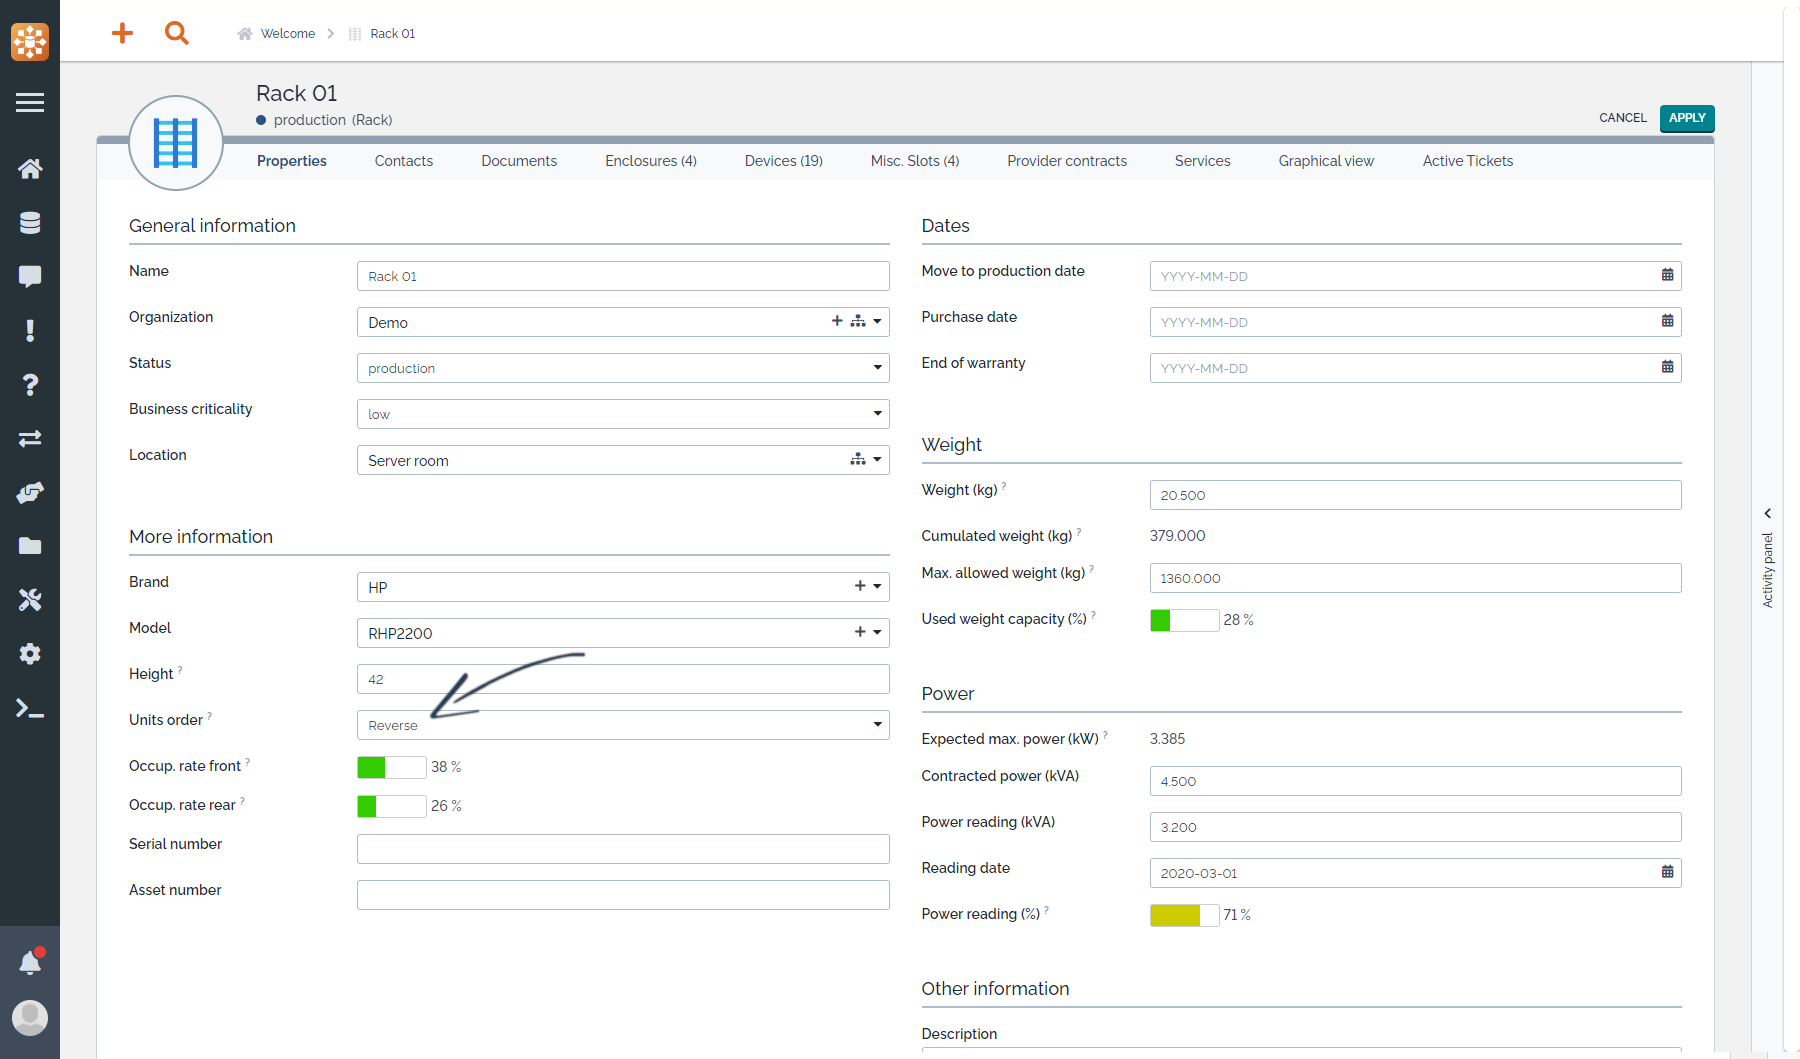 Welcome
Rack 01
Rack 01
production (Rack)
CANCEL
APPLY
Properties
Contacts
Documents
Enclosures (4)
Devices (19)
Misc. Slots (4)
Provider contracts
Services
Graphical view
Active Tickets
General information
Name
Rack 01
Organization
Demo
Status
production
Business criticality
low
Location
Server room
More information
Brand
HP
Model
RHP2200
Height ?
42
Units order ?
Reverse
Occup. rate front ?
38 %
Occup. rate rear ?
26 %
Serial number
Asset number
Dates
Move to production date
YYYY-MM-DD
Purchase date
YYYY-MM-DD
End of warranty
YYYY-MM-DD
Weight
Weight (kg) ?
20.500
Cumulated weight (kg) ?
379.000
Max. allowed weight (kg) ?
1360.000
Used weight capacity (%) ?
28 %
Power
Expected max. power (kW) ?
3.385
Contracted power (kVA)
4.500
Power reading (kVA)
3.200
Reading date
2020-03-01
Power reading (%) ?
71 %
Other information
Description
Activity panel